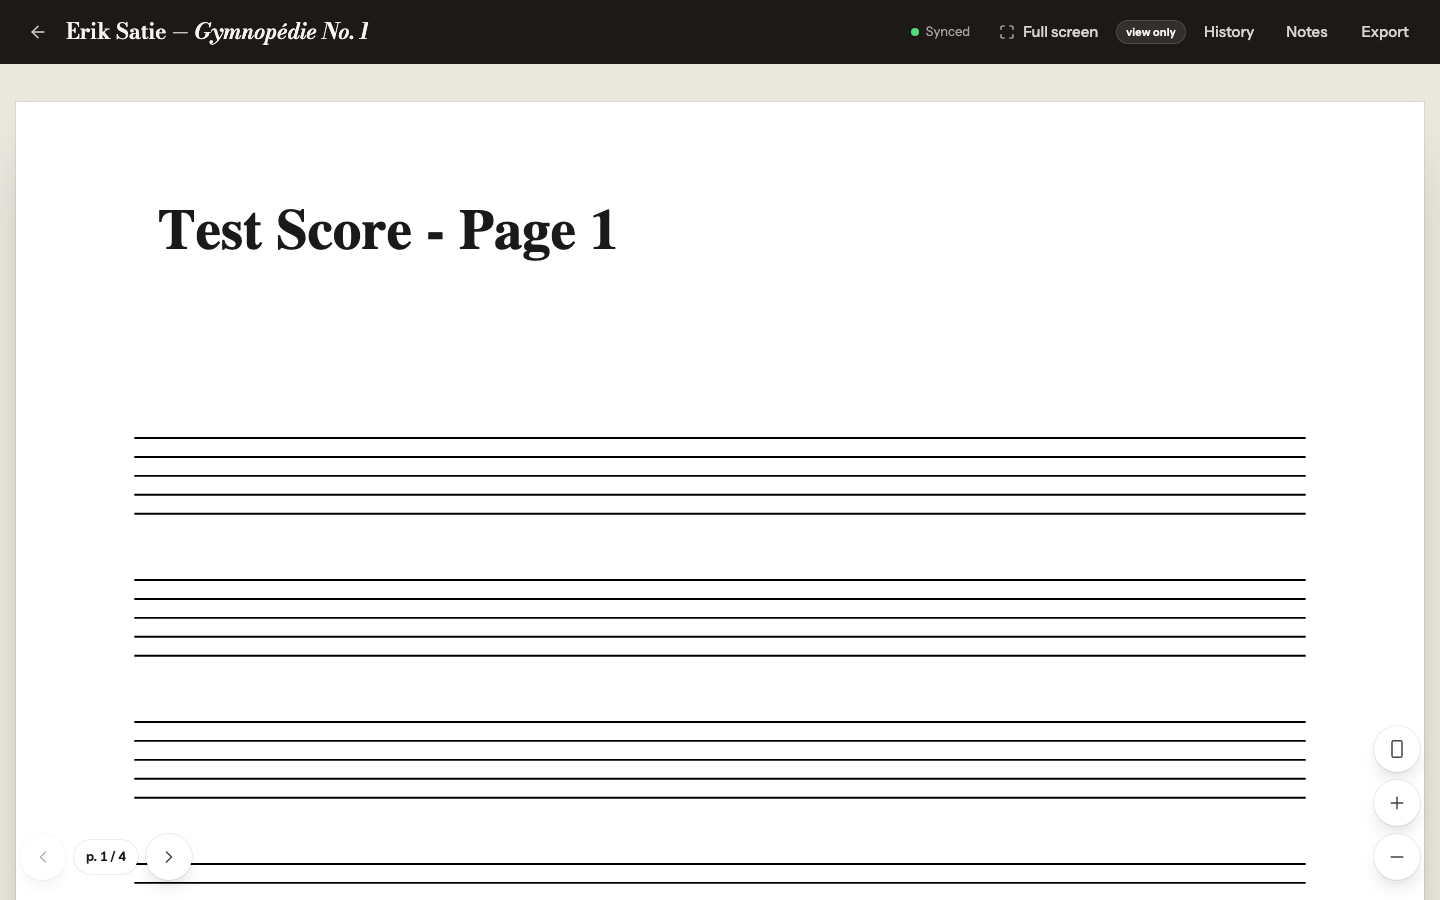 Erik Satie — Gymnopédie No. 1
Synced
Full screen
view only
History
Notes
Export
Test Score - Page 1
p. 1 / 4